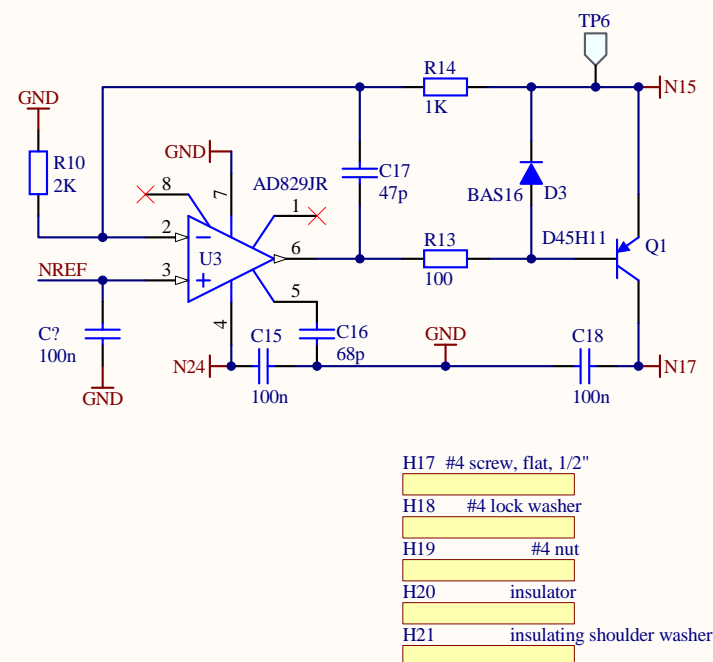 TP6
R14
N15
1K
GND
R10
2K
GND
C17
47p
AD829JR
BAS16
D3
8
7
1
2
U3
6
R13
100
D45H11
Q1
NREF
3
5
4
C?
100n
GND
N24
C15
100n
C16
68p
GND
C18
100n
N17
H17 #4 screw, flat, 1/2"
H18 #4 lock washer
H19 #4 nut
H20 insulator
H21 insulating shoulder washer